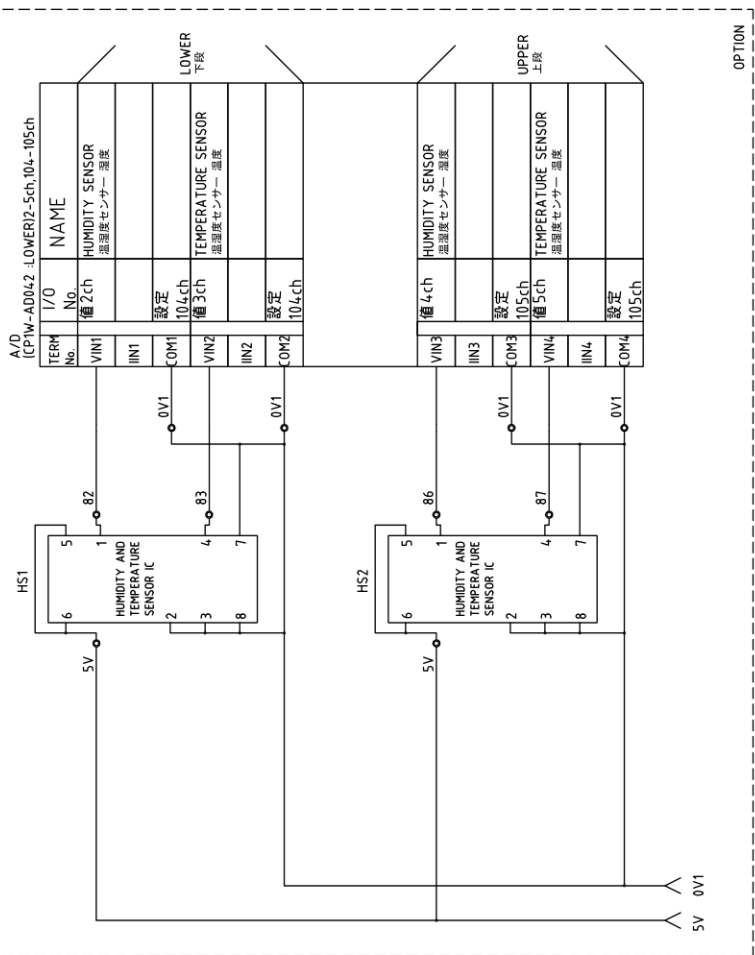 A/D
(CP1W-AD042 :LOWER)2-5ch,104-105ch
TERM
No.
I/O
No.
NAME
VIN1
値2ch
HUMIDITY SENSOR
温湿度センサー 湿度
IIN1
COM1
設定
104ch
VIN2
値3ch
TEMPERATURE SENSOR
温湿度センサー 温度
IIN2
COM2
設定
104ch
LOWER
下段
VIN3
値4ch
HUMIDITY SENSOR
温湿度センサー 湿度
IIN3
COM3
設定
105ch
VIN4
値5ch
TEMPERATURE SENSOR
温湿度センサー 温度
IIN4
COM4
設定
105ch
UPPER
上段
82
0V1
83
0V1
86
0V1
87
0V1
HS1
5
1
4
7
HUMIDITY AND
TEMPERATURE
SENSOR IC
6
2
3
8
5V
HS2
5
1
4
7
HUMIDITY AND
TEMPERATURE
SENSOR IC
6
2
3
8
5V
0V1
5V
OPTION